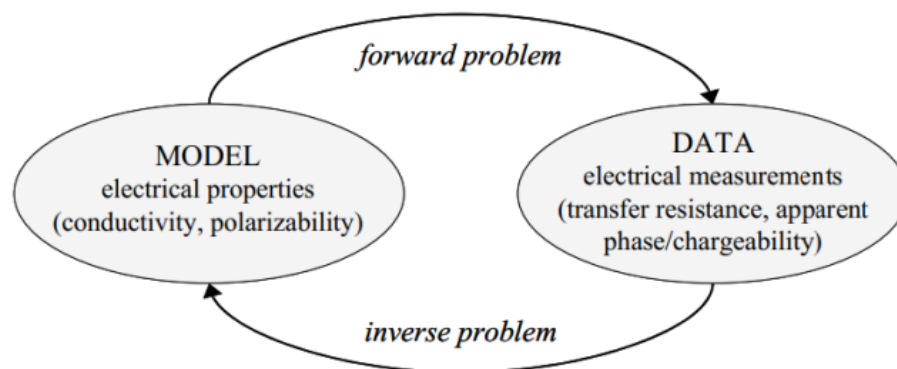 forward problem
MODEL
electrical properties
(conductivity, polarizability)
DATA
electrical measurements
(transfer resistance, apparent
phase/chargeability)
inverse problem